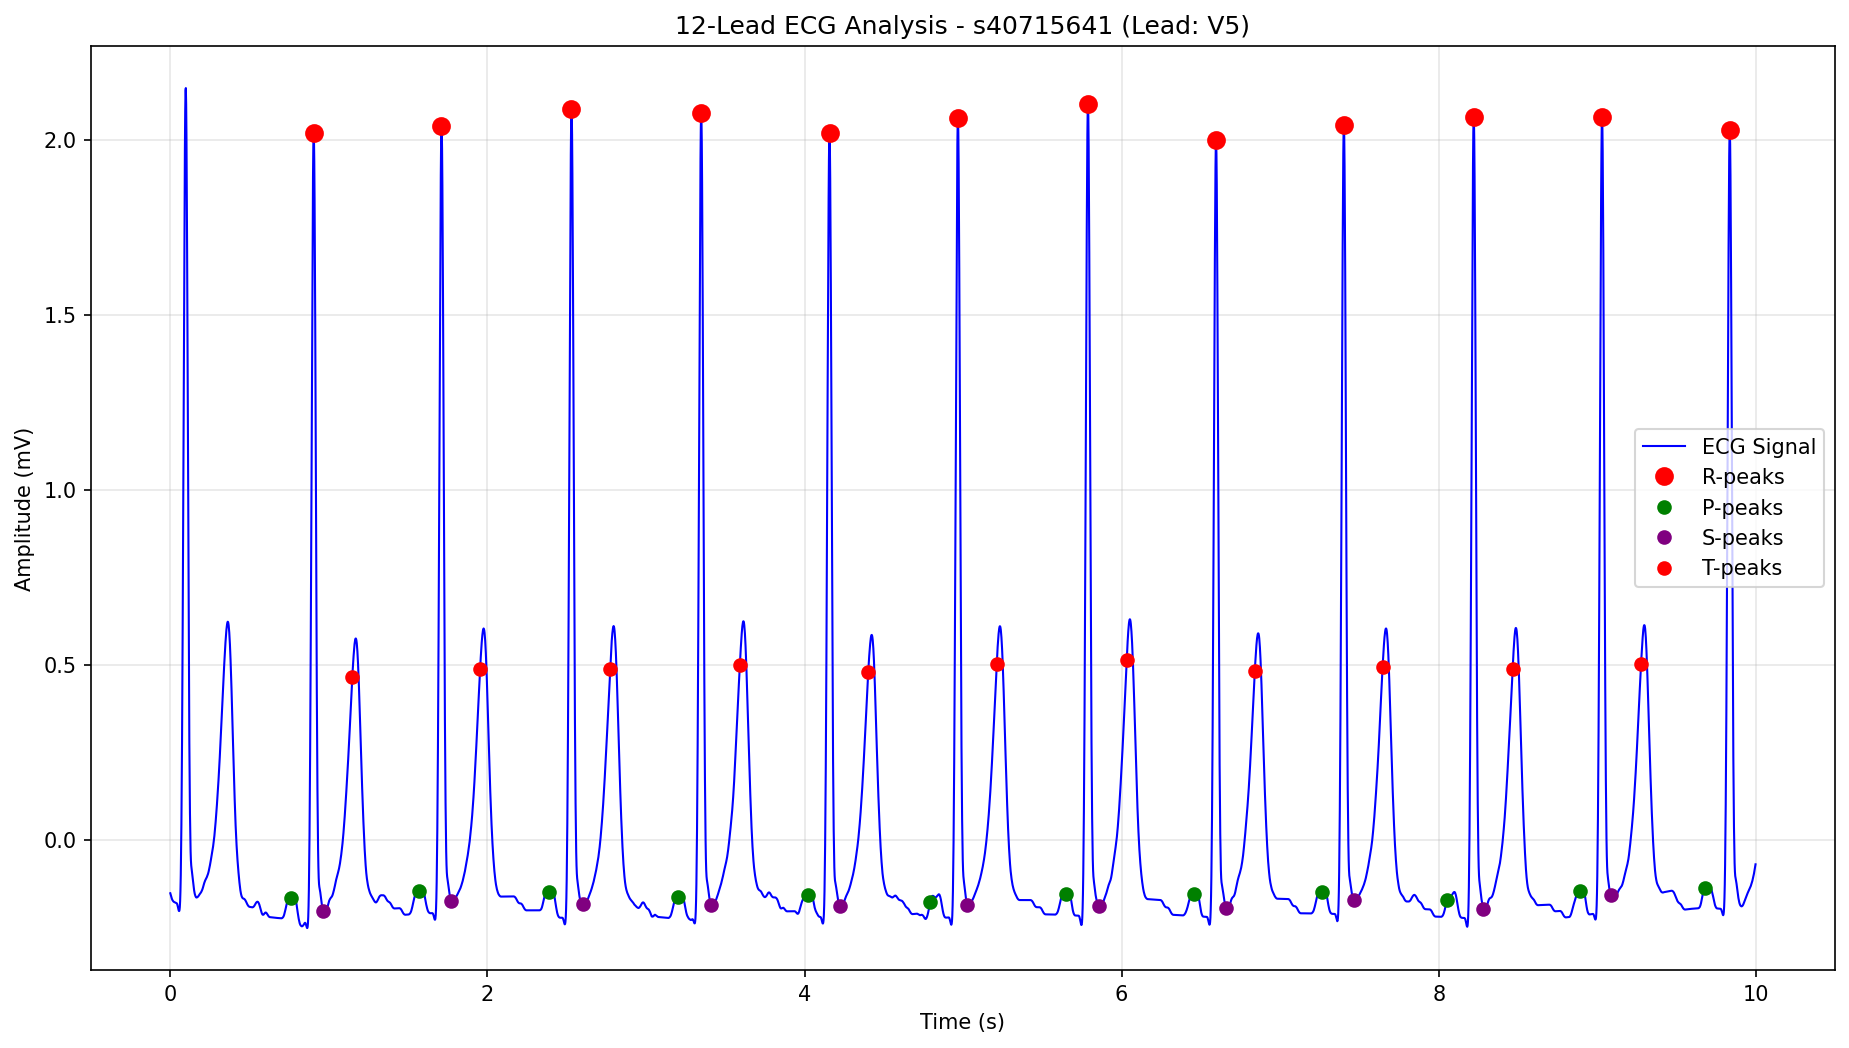 12-Lead ECG Analysis - s40715641 (Lead: V5)
Amplitude (mV)
2.0
1.5
1.0
0.5
0.0
ECG Signal
R-peaks
P-peaks
S-peaks
T-peaks
0 2 4 6 8 10
Time (s)